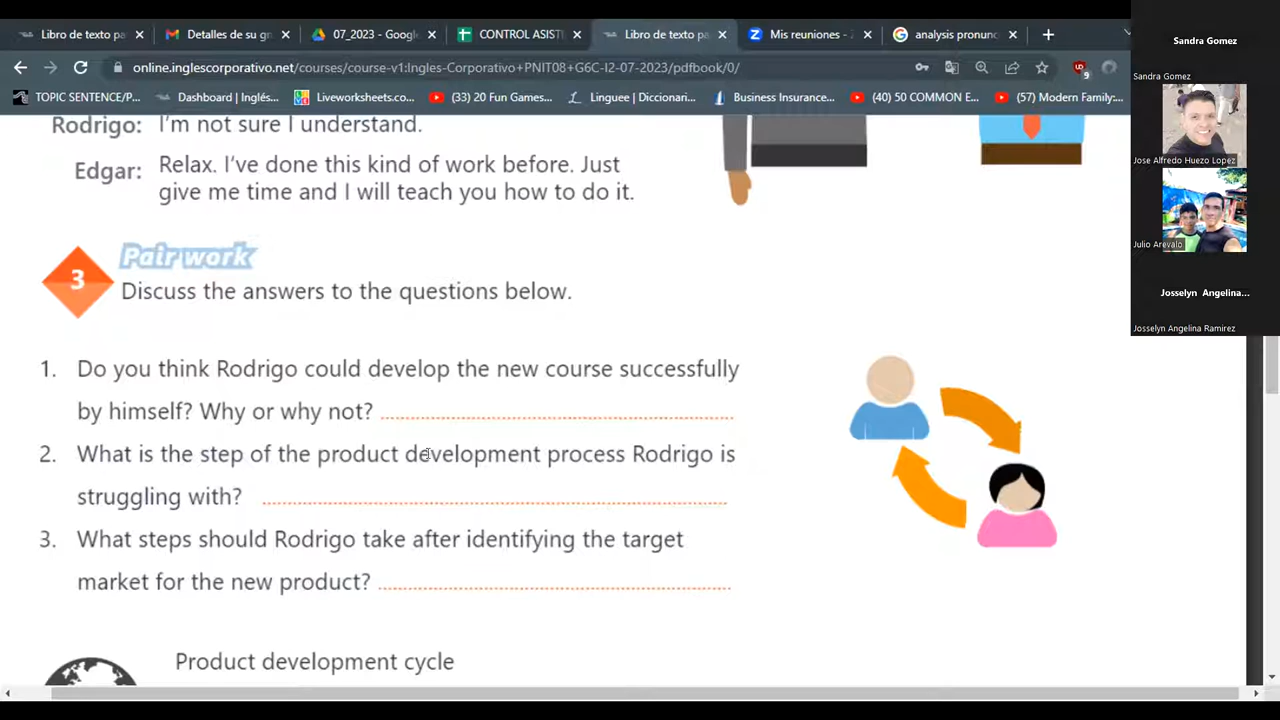 Libro de texto pa
Detalles de su gr
07_2023 - Google
CONTROL ASIST
Libro de texto pa
Mis reuniones - Z
analysis pronunc
online.inglescorporativo.net/courses/course-v1:Ingles-Corporativo+PNIT08+G6C-I2-07-2023/pdfbook/0/
9
TOPIC SENTENCE/P...
Dashboard | Inglés...
Liveworksheets.co...
(33) 20 Fun Games...
Linguee | Diccionari...
Business Insurance...
(40) 50 COMMON E...
(57) Modern Family:...
Sandra Gomez
Sandra Gomez
Jose Alfredo Huezo Lopez
Julio Arevalo
Josselyn Angelina...
Josselyn Angelina Ramirez
Rodrigo: I'm not sure I understand.
Edgar: Relax. I've done this kind of work before. Just
give me time and I will teach you how to do it.
3
Pair work
Discuss the answers to the questions below.
1. Do you think Rodrigo could develop the new course successfully
by himself? Why or why not?
2. What is the step of the product development process Rodrigo is
struggling with?
3. What steps should Rodrigo take after identifying the target
market for the new product?
Product development cycle